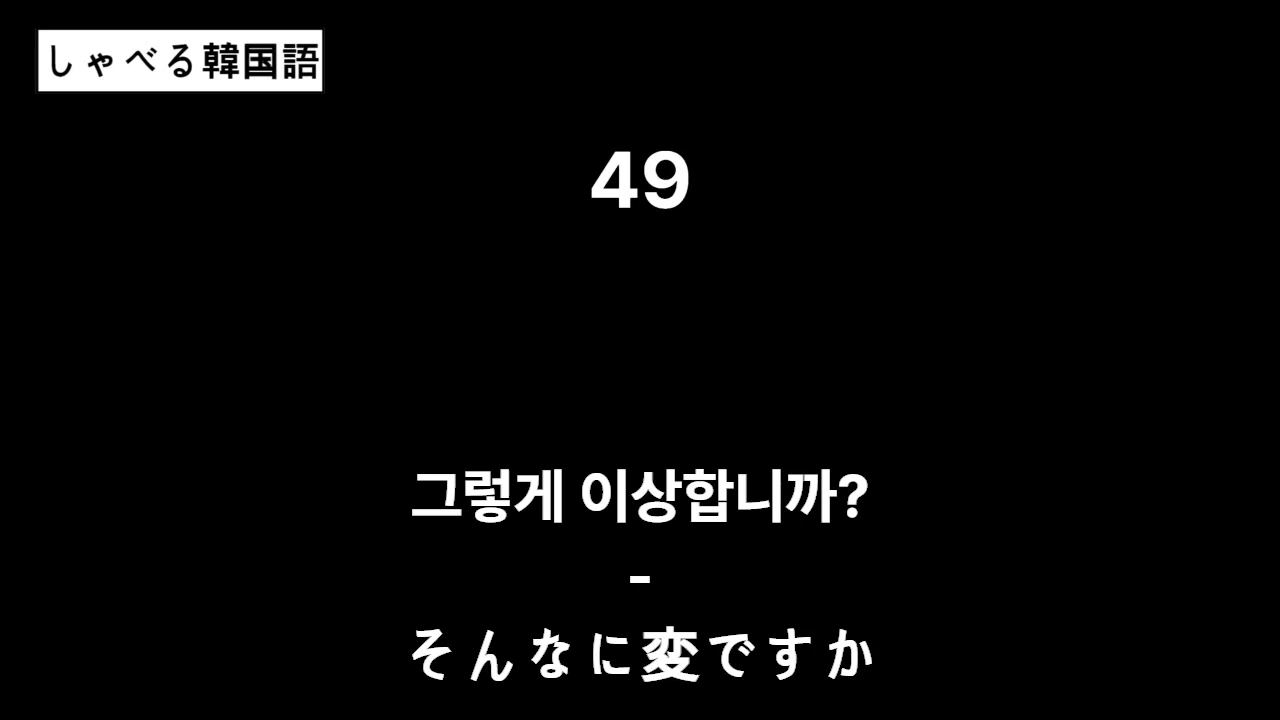 しゃべる韓国語
49
그렇게 이상합니까?
-
そんなに変ですか